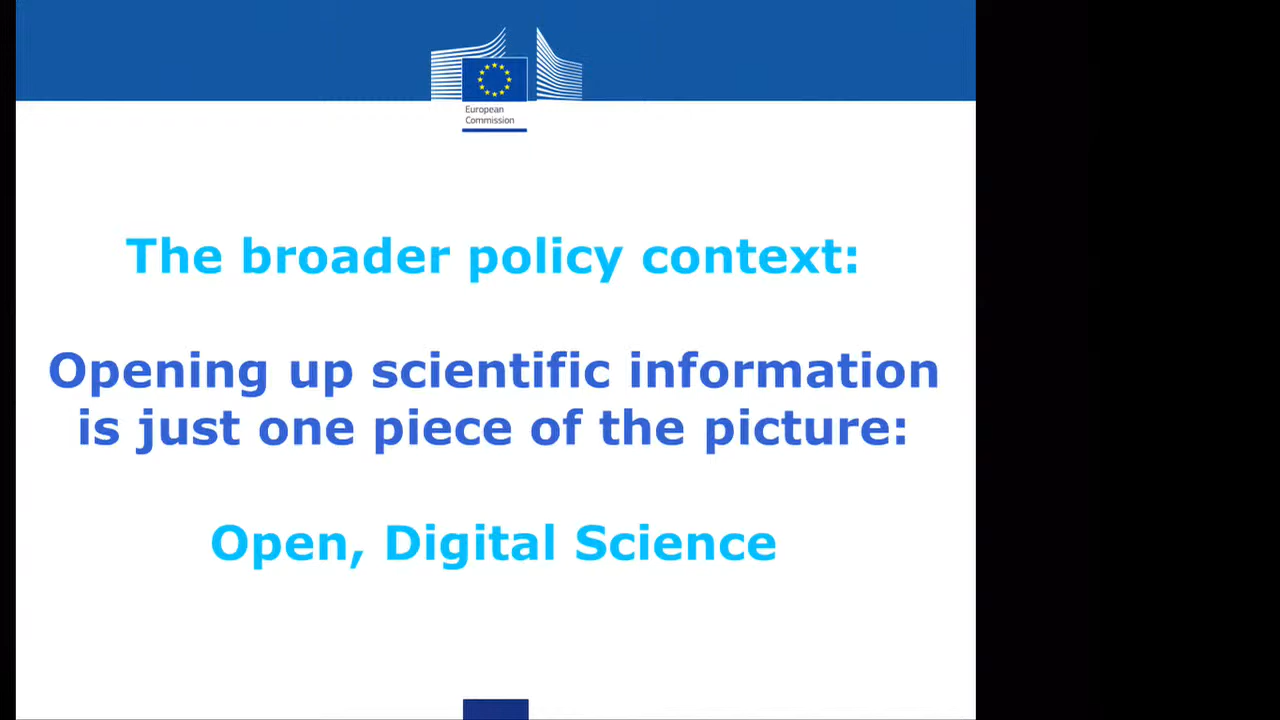 European
Commission
The broader policy context:
Opening up scientific information
is just one piece of the picture:
Open, Digital Science